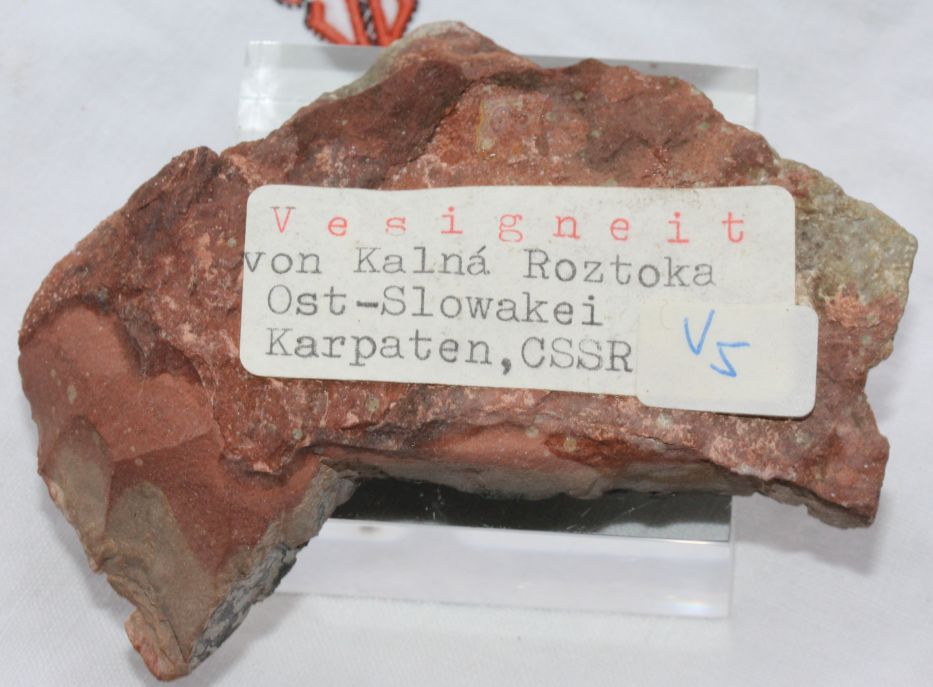 Vesigneit
von Kalná Roztoka
Ost-Slowakei
Karpaten,CSSR
V5